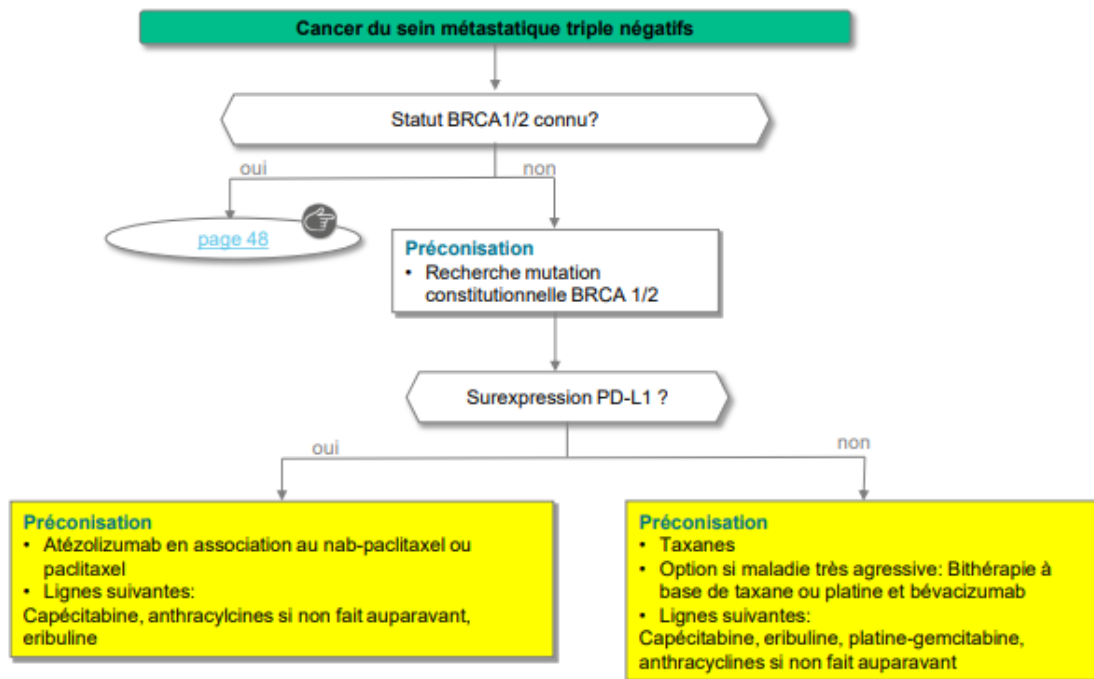 Cancer du sein métastatique triple négatifs
Statut BRCA1/2 connu?
oui
non
page 48
Préconisation
• Recherche mutation
constitutionnelle BRCA 1/2
Surexpression PD-L1 ?
oui
non
Préconisation
• Atézolizumab en association au nab-paclitaxel ou
paclitaxel
• Lignes suivantes:
Capécitabine, anthracylcines si non fait auparavant,
eribuline
Préconisation
• Taxanes
• Option si maladie très agressive: Bithérapie à
base de taxane ou platine et bévacizumab
• Lignes suivantes:
Capécitabine, eribuline, platine-gemcitabine,
anthracyclines si non fait auparavant